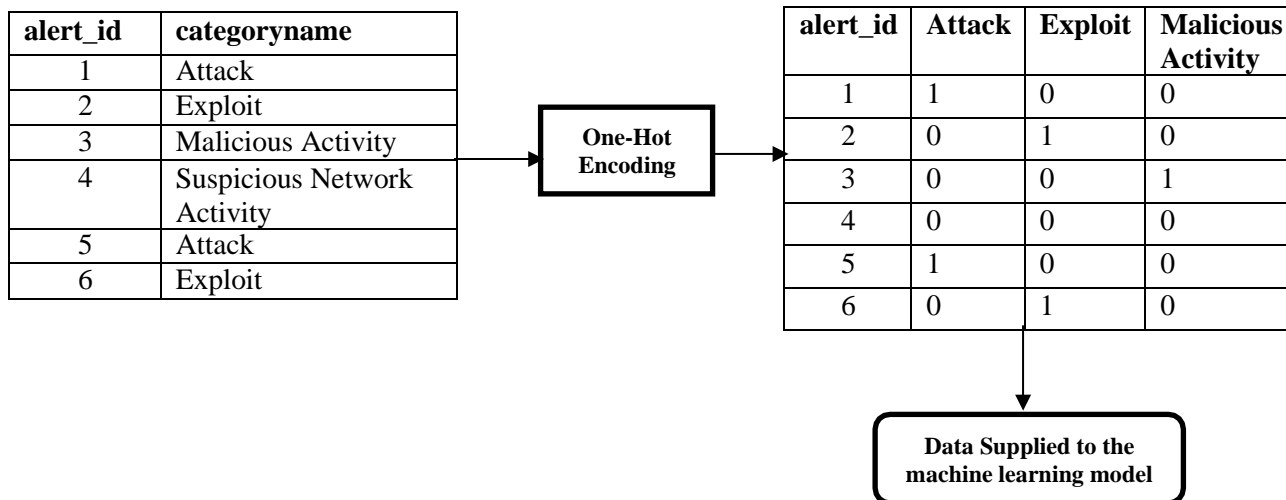 alert_id categoryname
1 Attack
2 Exploit
3 Malicious Activity
4 Suspicious Network
Activity
5 Attack
6 Exploit
One-Hot
Encoding
alert_id Attack Exploit Malicious
Activity
1 1 0 0
2 0 1 0
3 0 0 1
4 0 0 0
5 1 0 0
6 0 1 0
Data Supplied to the
machine learning model